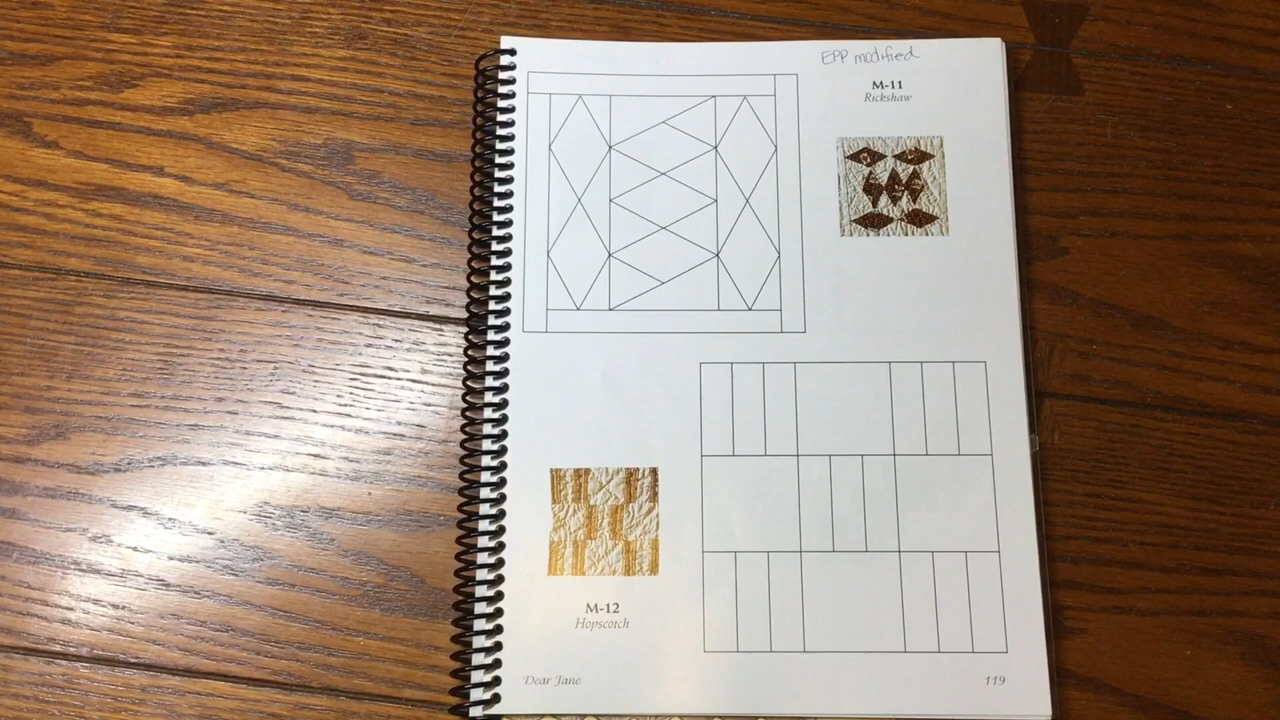 EPP modified
M-11
Rickshaw
M-12
Hopscotch
Dear Jane
119